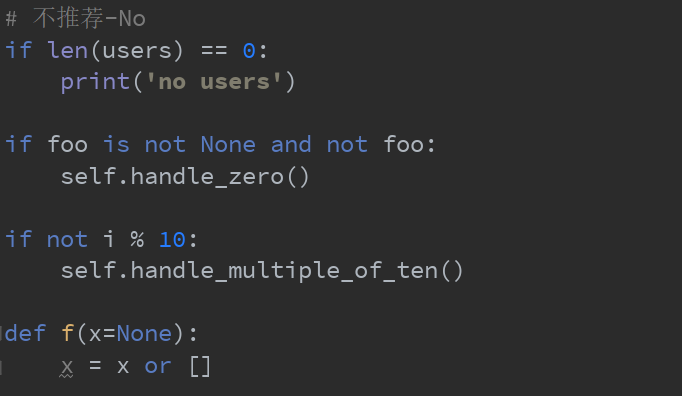 # 不推荐-No
if len(users) == 0:
    print('no users')
if foo is not None and not foo:
    self.handle_zero()
if not i % 10:
    self.handle_multiple_of_ten()
def f(x=None):
    x = x or []